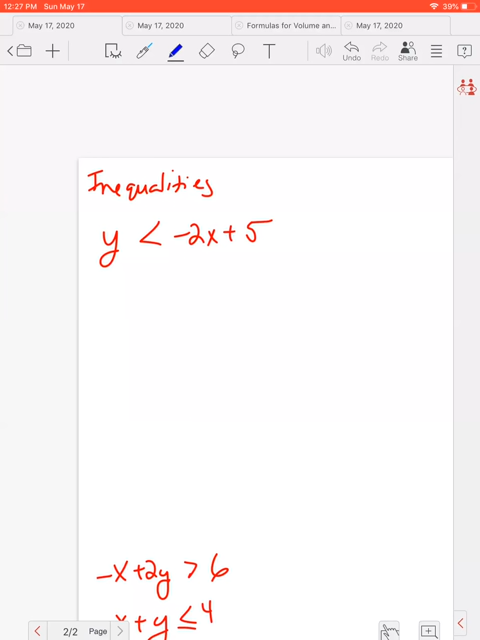 12:27 PM Sun May 17 39%
May 17, 2020 May 17, 2020 Formulas for Volume an... May 17, 2020
Undo Redo Share
Inequalities
y < -2x + 5
-x + 2y > 6
x + y ≤ 4
2/2 Page